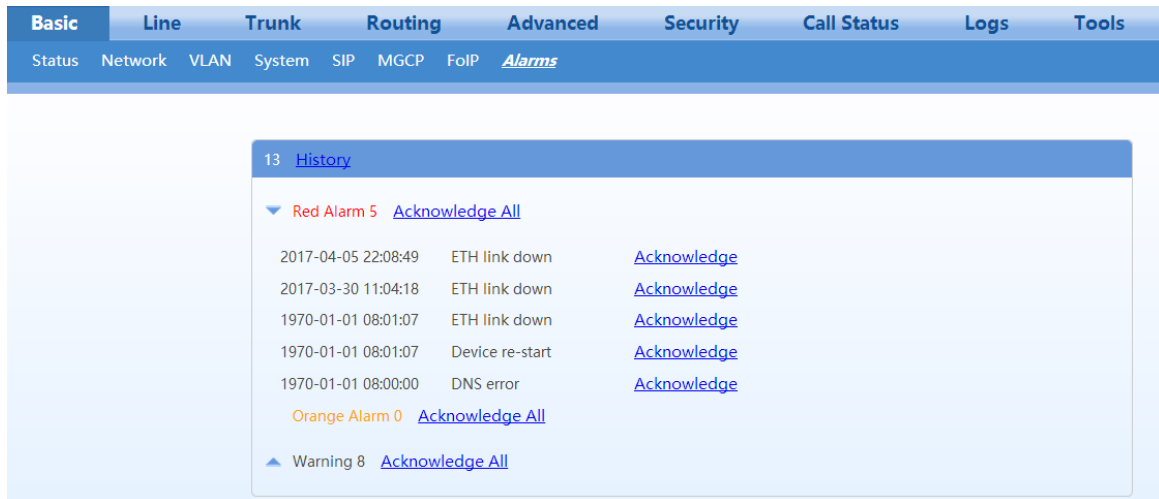 Basic Line Trunk Routing Advanced Security Call Status Logs Tools
Status Network VLAN System SIP MGCP FoIP Alarms
13 History
Red Alarm 5 Acknowledge All
2017-04-05 22:08:49 ETH link down Acknowledge
2017-03-30 11:04:18 ETH link down Acknowledge
1970-01-01 08:01:07 ETH link down Acknowledge
1970-01-01 08:01:07 Device re-start Acknowledge
1970-01-01 08:00:00 DNS error Acknowledge
Orange Alarm 0 Acknowledge All
Warning 8 Acknowledge All